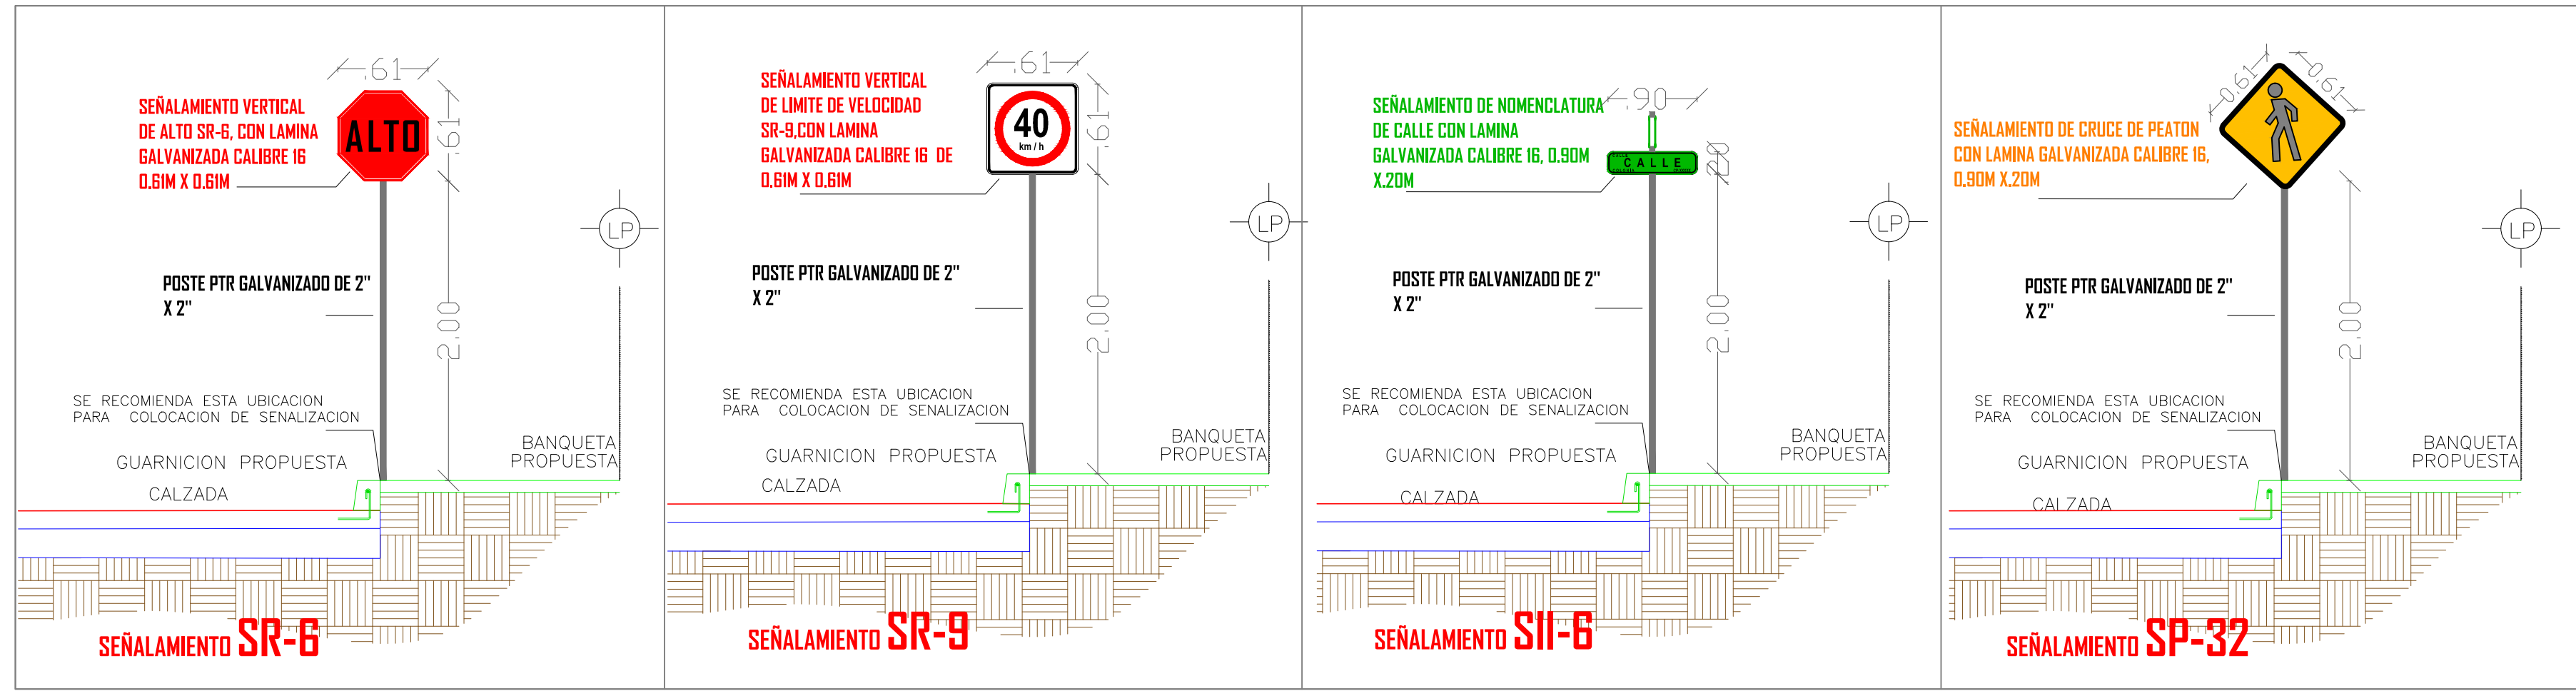 .61
SEÑALAMIENTO VERTICAL
DE ALTO SR-6, CON LAMINA
GALVANIZADA CALIBRE 16
0.61M X 0.61M
ALTO
.61
LP
POSTE PTR GALVANIZADO DE 2"
X 2"
2.00
SE RECOMIENDA ESTA UBICACION
PARA COLOCACION DE SENALIZACION
BANQUETA
PROPUESTA
GUARNICION PROPUESTA
CALZADA
SEÑALAMIENTO SR-6
.61
SEÑALAMIENTO VERTICAL
DE LIMITE DE VELOCIDAD
SR-9,CON LAMINA
GALVANIZADA CALIBRE 16 DE
0.61M X 0.61M
40
km / h
.61
LP
POSTE PTR GALVANIZADO DE 2"
X 2"
2.00
SE RECOMIENDA ESTA UBICACION
PARA COLOCACION DE SENALIZACION
BANQUETA
PROPUESTA
GUARNICION PROPUESTA
CALZADA
SEÑALAMIENTO SR-9
.90
SEÑALAMIENTO DE NOMENCLATURA
DE CALLE CON LAMINA
GALVANIZADA CALIBRE 16, 0.90M
X.20M
CALLE
.20
LP
POSTE PTR GALVANIZADO DE 2"
X 2"
2.00
SE RECOMIENDA ESTA UBICACION
PARA COLOCACION DE SENALIZACION
BANQUETA
PROPUESTA
GUARNICION PROPUESTA
CALZADA
SEÑALAMIENTO SII-6
0.61
0.61
SEÑALAMIENTO DE CRUCE DE PEATON
CON LAMINA GALVANIZADA CALIBRE 16,
0.90M X.20M
LP
POSTE PTR GALVANIZADO DE 2"
X 2"
2.00
SE RECOMIENDA ESTA UBICACION
PARA COLOCACION DE SENALIZACION
BANQUETA
PROPUESTA
GUARNICION PROPUESTA
CALZADA
SEÑALAMIENTO SP-32